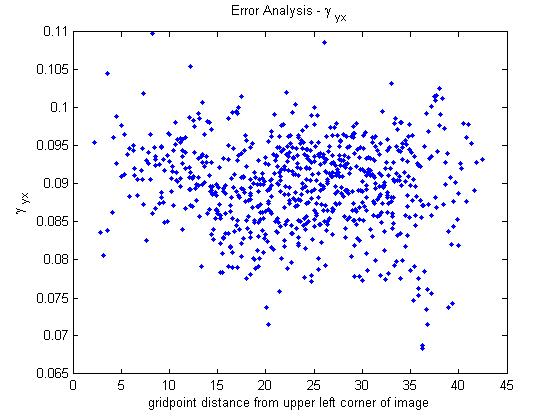 Error Analysis - γ yx
0.11
0.105
0.1
0.095
0.09
0.085
0.08
0.075
0.07
0.065
γ yx
0 5 10 15 20 25 30 35 40 45
gridpoint distance from upper left corner of image